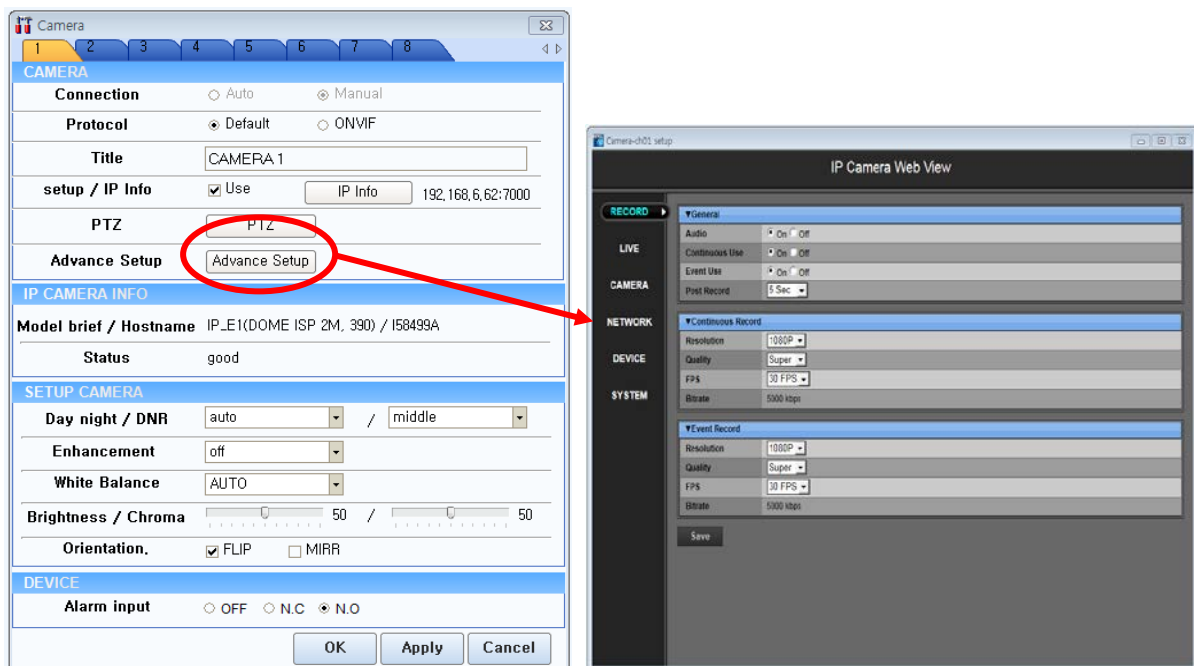 Camera
1 2 3 4 5 6 7 8
CAMERA
Connection Auto Manual
Protocol Default ONVIF
Title CAMERA 1
setup / IP Info Use IP Info 192,168,6,62:7000
PTZ PTZ
Advance Setup Advance Setup
IP CAMERA INFO
Model brief / Hostname IP_E1(DOME ISP 2M, 390) / I58499A
Status good
SETUP CAMERA
Day night / DNR auto / middle
Enhancement off
White Balance AUTO
Brightness / Chroma 50 / 50
Orientation. FLIP MIRR
DEVICE
Alarm input OFF N.C N.O
OK Apply Cancel
Camera-ch01 setup
IP Camera Web View
RECORD
LIVE
CAMERA
NETWORK
DEVICE
SYSTEM
▼General
Audio On Off
Continuous Use On Off
Event Use On Off
Post Record 5 Sec
▼Continuous Record
Resolution 1080P
Quality Super
FPS 30 FPS
Bitrate 5000 kbps
▼Event Record
Resolution 1080P
Quality Super
FPS 30 FPS
Bitrate 5000 kbps
Save